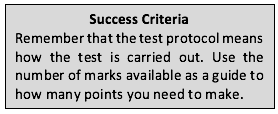 Success Criteria
Remember that the test protocol means
how the test is carried out. Use the
number of marks available as a guide to
how many points you need to make.